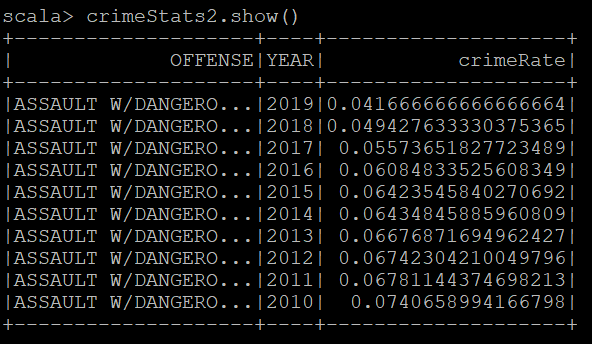 scala> crimeStats2.show()
+--------------------+----+--------------------+
|             OFFENSE|YEAR|           crimeRate|
+--------------------+----+--------------------+
|ASSAULT W/DANGERO...|2019|0.041666666666666664|
|ASSAULT W/DANGERO...|2018|0.049427633330375365|
|ASSAULT W/DANGERO...|2017| 0.05573651827723489|
|ASSAULT W/DANGERO...|2016| 0.06084833525608349|
|ASSAULT W/DANGERO...|2015| 0.06423545840270692|
|ASSAULT W/DANGERO...|2014| 0.06434845885960809|
|ASSAULT W/DANGERO...|2013| 0.06676871694962427|
|ASSAULT W/DANGERO...|2012| 0.06742304210049796|
|ASSAULT W/DANGERO...|2011| 0.06781144374698213|
|ASSAULT W/DANGERO...|2010|  0.0740658994166798|
+--------------------+----+--------------------+